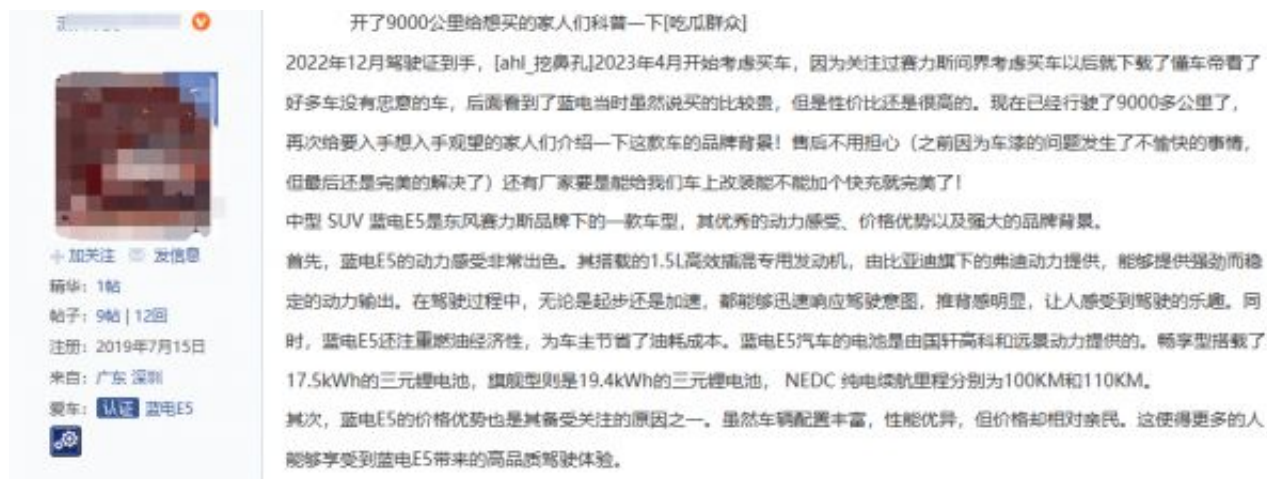 开了9000公里给想买的家人们科普一下[吃瓜群众]
2022年12月驾驶证到手，[ahl_挖鼻孔]2023年4月开始考虑买车，因为关注过赛力斯问界考虑买车以后就下载了懂车帝看了
好多车没有忠意的车，后面看到了蓝电当时虽然说买的比较贵，但是性价比还是很高的。现在已经行驶了9000多公里了，
再次给要入手想入手观望的家人们介绍一下这款车的品牌背景！售后不用担心（之前因为车漆的问题发生了不愉快的事情，
但最后还是完美的解决了）还有厂家要是能给我们车上改装能不能加个快充就完美了！
中型 SUV 蓝电E5是东风赛力斯品牌下的一款车型，其优秀的动力感受、价格优势以及强大的品牌背景。
首先，蓝电E5的动力感受非常出色。其搭载的1.5L高效插混专用发动机，由比亚迪旗下的弗迪动力提供，能够提供强劲而稳
定的动力输出。在驾驶过程中，无论是起步还是加速，都能够迅速响应驾驶意图，推背感明显，让人感受到驾驶的乐趣。同
时，蓝电E5还注重燃油经济性，为车主节省了油耗成本。蓝电E5汽车的电池是由国轩高科和远景动力提供的。畅享型搭载了
17.5kWh的三元锂电池，旗舰型则是19.4kWh的三元锂电池， NEDC 纯电续航里程分别为100KM和110KM。
其次，蓝电E5的价格优势也是其备受关注的原因之一。虽然车辆配置丰富，性能优异，但价格却相对亲民。这使得更多的人
能够享受到蓝电E5带来的高品质驾驶体验。
加关注 发信息
精华：1帖
帖子：9帖 | 12回
注册：2019年7月15日
来自：广东 深圳
爱车：认证 蓝电E5